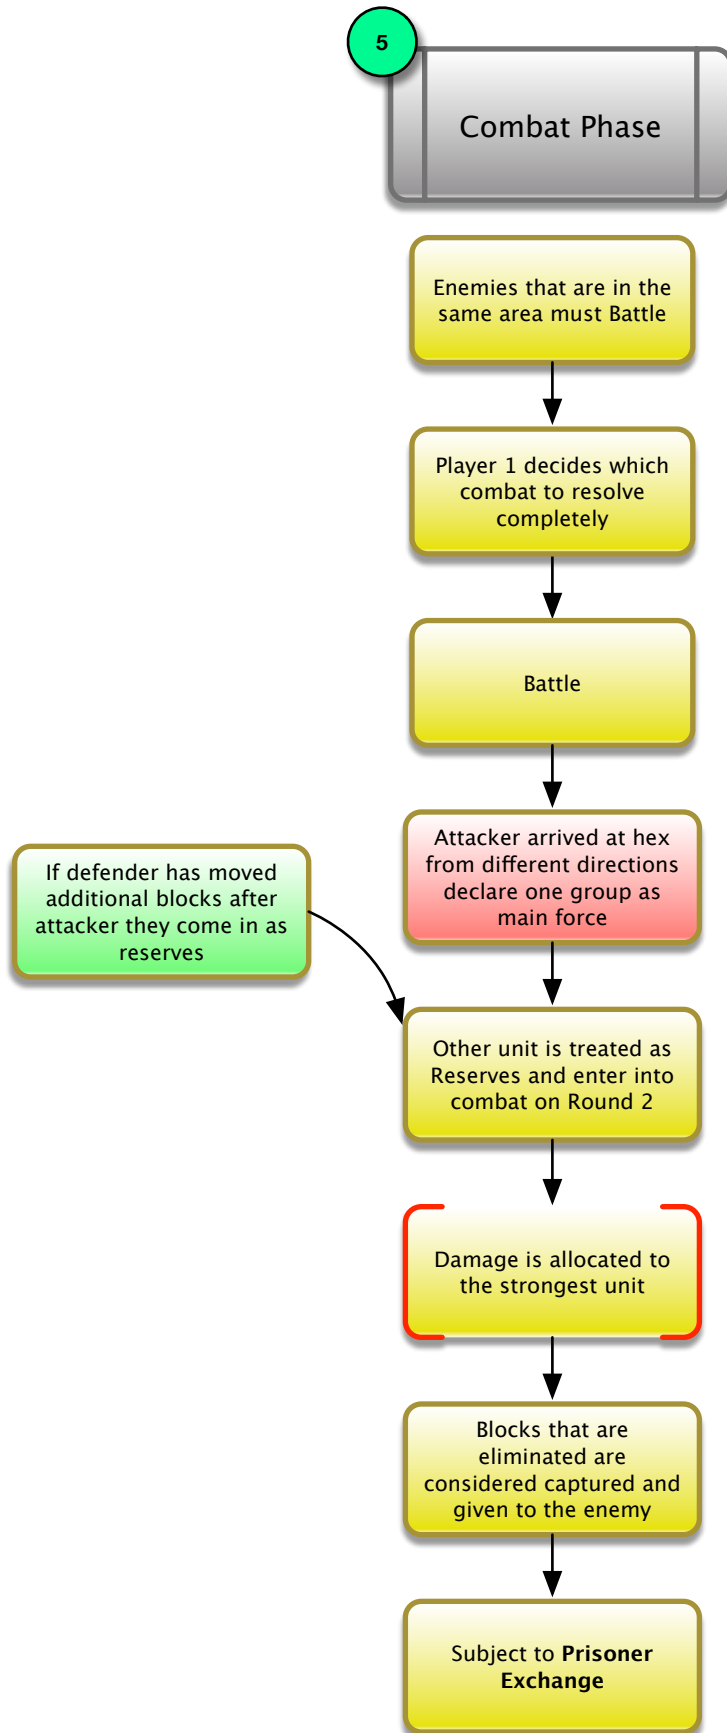 5
Combat Phase
Enemies that are in the
same area must Battle
Player 1 decides which
combat to resolve
completely
Battle
Attacker arrived at hex
from different directions
declare one group as
main force
If defender has moved
additional blocks after
attacker they come in as
reserves
Other unit is treated as
Reserves and enter into
combat on Round 2
Damage is allocated to
the strongest unit
Blocks that are
eliminated are
considered captured and
given to the enemy
Subject to Prisoner
Exchange